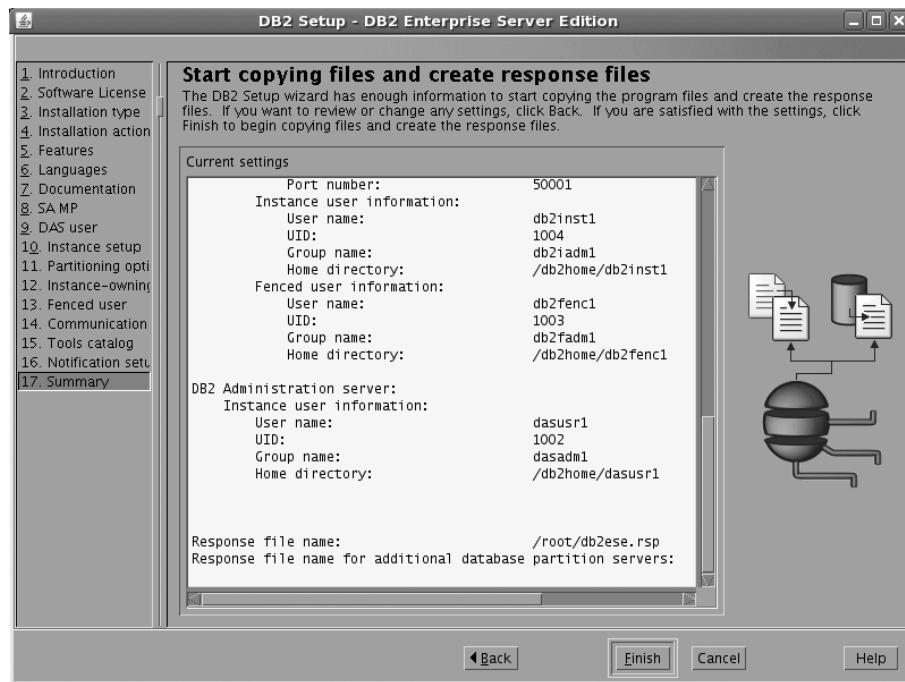 DB2 Setup - DB2 Enterprise Server Edition
1. Introduction
2. Software License
3. Installation type
4. Installation action
5. Features
6. Languages
7. Documentation
8. SA MP
9. DAS user
10. Instance setup
11. Partitioning opti
12. Instance-owning
13. Fenced user
14. Communication
15. Tools catalog
16. Notification setu
17. Summary
Start copying files and create response files
The DB2 Setup wizard has enough information to start copying the program files and create the response
files. If you want to review or change any settings, click Back. If you are satisfied with the settings, click
Finish to begin copying files and create the response files.
Current settings
Port number: 50001
Instance user information:
User name: db2inst1
UID: 1004
Group name: db2iadm1
Home directory: /db2home/db2inst1
Fenced user information:
User name: db2fenc1
UID: 1003
Group name: db2fadm1
Home directory: /db2home/db2fenc1
DB2 Administration server:
Instance user information:
User name: dasusr1
UID: 1002
Group name: dasadm1
Home directory: /db2home/dasusr1
Response file name: /root/db2ese.rsp
Response file name for additional database partition servers:
Back Finish Cancel Help